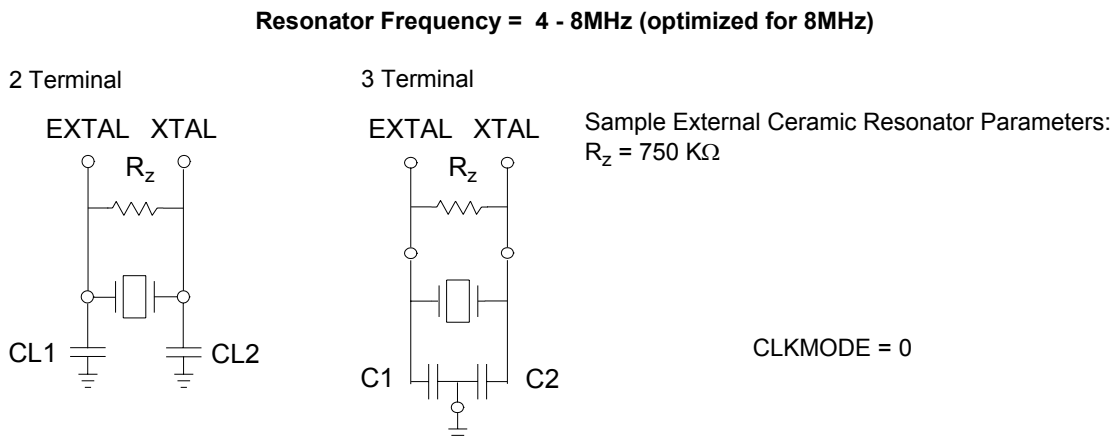 Resonator Frequency = 4 - 8MHz (optimized for 8MHz)
2 Terminal
EXTAL XTAL
Rz
CL1
CL2
3 Terminal
EXTAL XTAL
Rz
C1
C2
Sample External Ceramic Resonator Parameters:
Rz = 750 KΩ
CLKMODE = 0